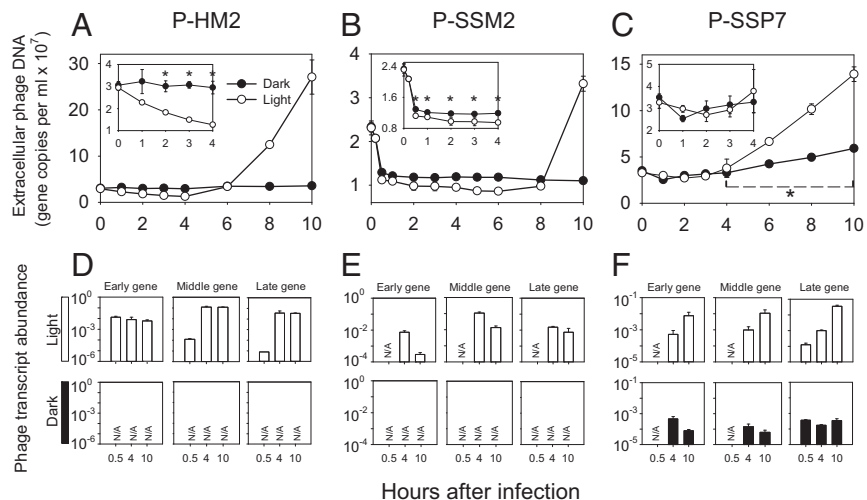 A P-HM2 B P-SSM2 C P-SSP7
Extracellular phage DNA
(gene copies per ml x 10⁷)
30
20
10
0
4
3
2
1
* * *
0 1 2 3 4
Dark
Light
0 2 4 6 8 10
4
3
2
1
2.4
1.6
0.8
0.0
* * * * * *
0 1 2 3 4
0 2 4 6 8 10
15
10
5
0
5
4
3
2
0 1 2 3 4
*
0 2 4 6 8 10
D E F
Phage transcript abundance
Light
Dark
Early gene Middle gene Late gene
10⁰
10⁻³
10⁻⁶
10⁰
10⁻³
10⁻⁶
N/A N/A N/A N/A N/A N/A N/A N/A
0.5 4 10 0.5 4 10 0.5 4 10
Early gene Middle gene Late gene
10⁰
10⁻²
10⁻⁴
N/A N/A N/A
10⁰
10⁻²
10⁻⁴
N/A N/A N/A N/A N/A N/A N/A N/A N/A
0.5 4 10 0.5 4 10 0.5 4 10
Early gene Middle gene Late gene
10⁻¹
10⁻³
10⁻⁵
N/A N/A
10⁻¹
10⁻³
10⁻⁵
N/A N/A
0.5 4 10 0.5 4 10 0.5 4 10
Hours after infection